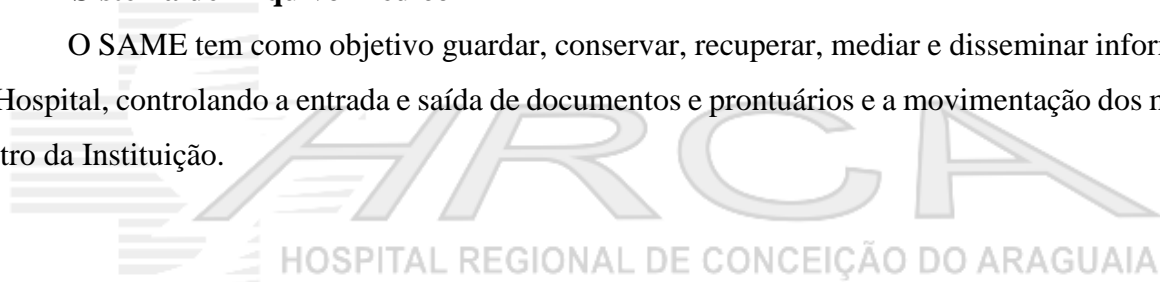 O SAME tem como objetivo guardar, conservar, recuperar, mediar e disseminar infor
Hospital, controlando a entrada e saída de documentos e prontuários e a movimentação dos
tro da Instituição.
HRCA
HOSPITAL REGIONAL DE CONCEIÇÃO DO ARAGUAIA